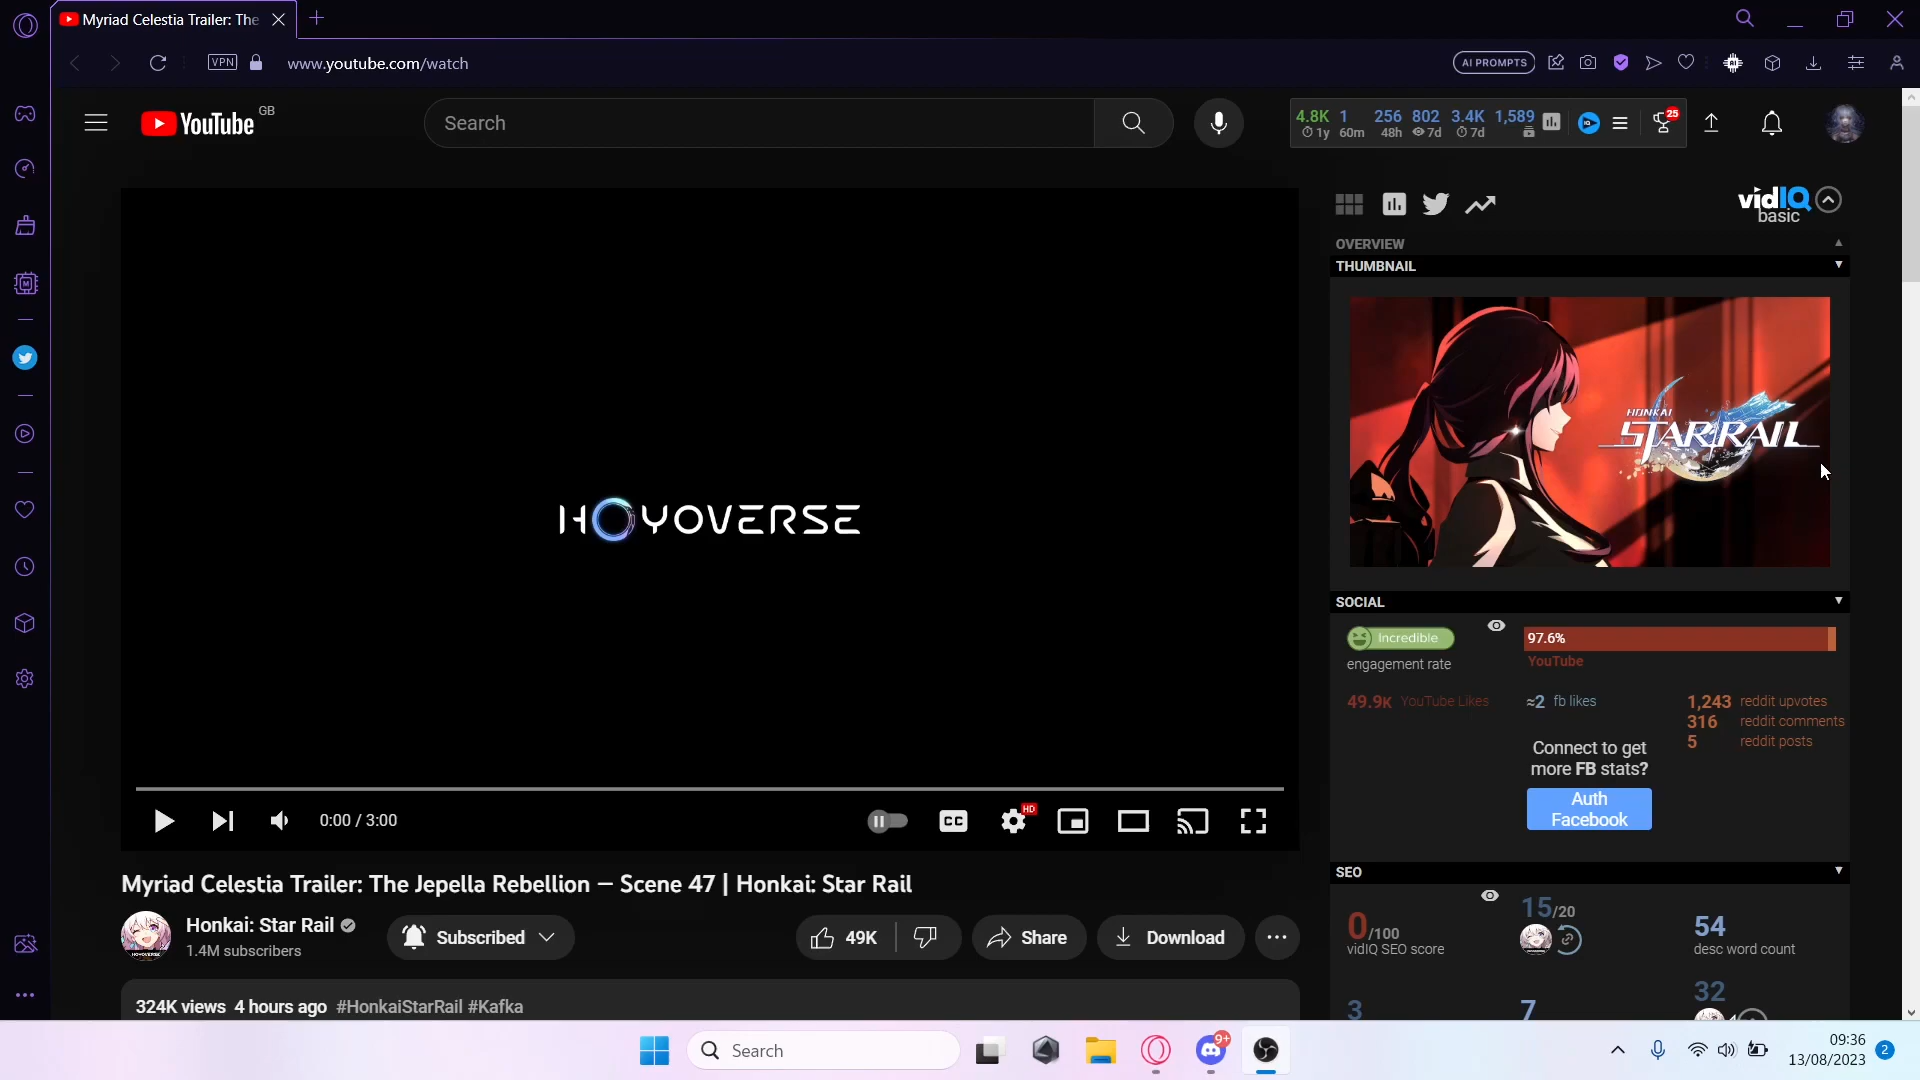 Myriad Celestia Trailer: The
VPN
www.youtube.com/watch
AI PROMPTS
YouTube GB
Search
4.8K 1 256 802 3.4K 1,589
1y 60m 48h 7d 7d
25
HOYOVERSE
0:00 / 3:00
CC
HD
Myriad Celestia Trailer: The Jepella Rebellion – Scene 47 | Honkai: Star Rail
Honkai: Star Rail
1.4M subscribers
Subscribed
49K
Share
Download
324K views 4 hours ago #HonkaiStarRail #Kafka
vidIQ
basic
OVERVIEW
THUMBNAIL
HONKAI
STAR RAIL
SOCIAL
Incredible
engagement rate
97.6%
YouTube
49.9K YouTube Likes
≈2 fb likes
1,243 reddit upvotes
316 reddit comments
5 reddit posts
Connect to get
more FB stats?
Auth
Facebook
SEO
0/100
vidIQ SEO score
15/20
54
desc word count
3
7
32
Search
9+
09:36
13/08/2023
2